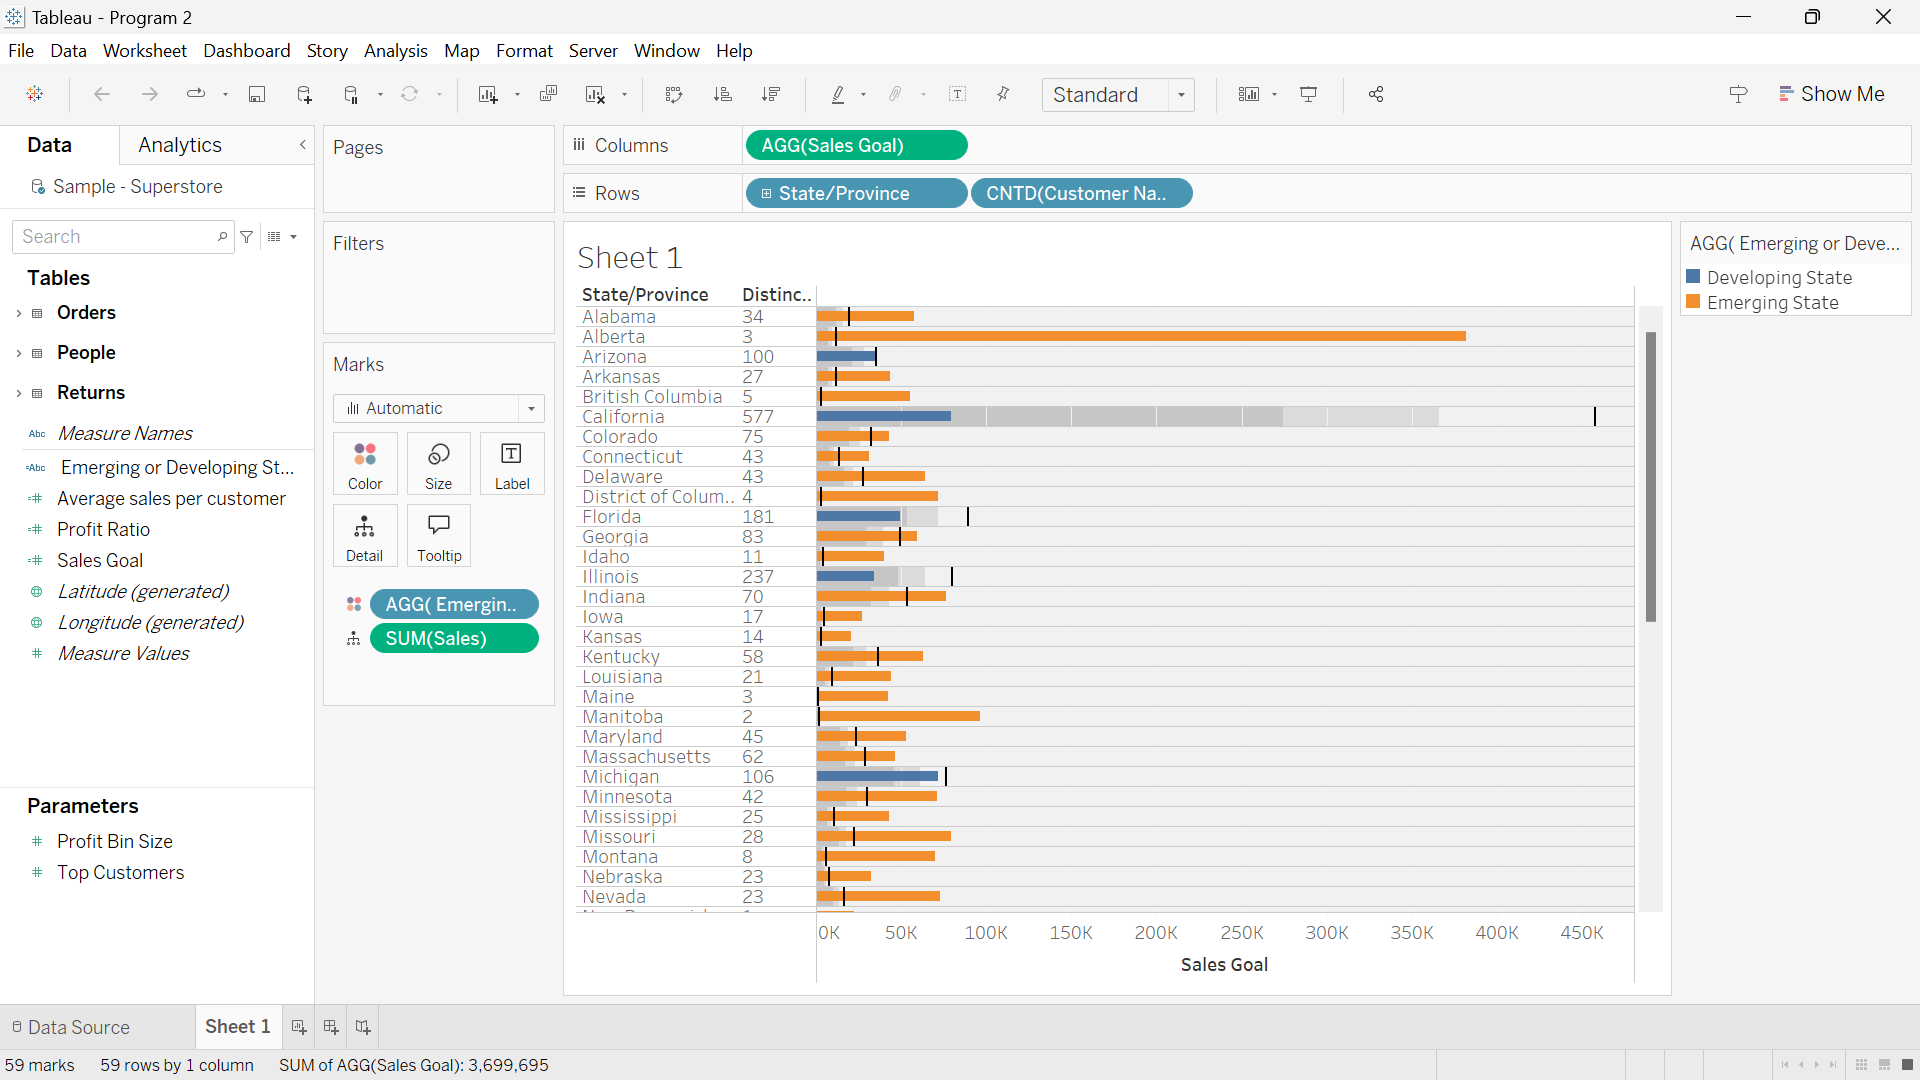 Tableau - Program 2
File Data Worksheet Dashboard Story Analysis Map Format Server Window Help
Standard
Show Me
Data
Analytics
Sample - Superstore
Search
Tables
Orders
People
Returns
Abc Measure Names
=Abc Emerging or Developing St...
Average sales per customer
Profit Ratio
Sales Goal
Latitude (generated)
Longitude (generated)
Measure Values
Parameters
Profit Bin Size
Top Customers
Pages
Filters
Marks
Automatic
Color Size Label
Detail Tooltip
AGG( Emergin..
SUM(Sales)
Columns AGG(Sales Goal)
Rows State/Province CNTD(Customer Na..
Sheet 1
State/Province Distinc..
Alabama 34
Alberta 3
Arizona 100
Arkansas 27
British Columbia 5
California 577
Colorado 75
Connecticut 43
Delaware 43
District of Colum.. 4
Florida 181
Georgia 83
Idaho 11
Illinois 237
Indiana 70
Iowa 17
Kansas 14
Kentucky 58
Louisiana 21
Maine 3
Manitoba 2
Maryland 45
Massachusetts 62
Michigan 106
Minnesota 42
Mississippi 25
Missouri 28
Montana 8
Nebraska 23
Nevada 23
0K 50K 100K 150K 200K 250K 300K 350K 400K 450K
Sales Goal
AGG( Emerging or Deve...
Developing State
Emerging State
Data Source
Sheet 1
59 marks 59 rows by 1 column SUM of AGG(Sales Goal): 3,699,695